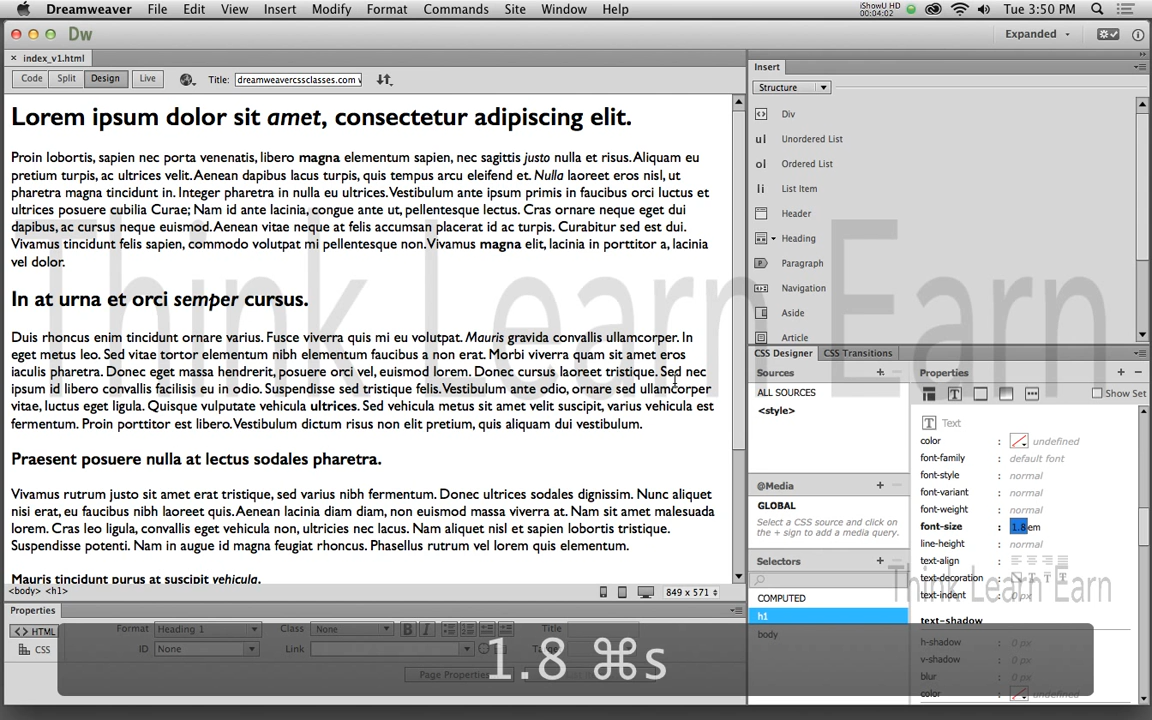 Dreamweaver File Edit View Insert Modify Format Commands Site Window Help
iShowU HD
00:04:02
Tue 3:50 PM
Dw
Expanded
× index_v1.html
Code Split Design Live Title: dreamweavercssclasses.com
Lorem ipsum dolor sit amet, consectetur adipiscing elit.
Proin lobortis, sapien nec porta venenatis, libero magna elementum sapien, nec sagittis justo nulla et risus. Aliquam eu
pretium turpis, ac ultrices velit. Aenean dapibus lacus turpis, quis tempus arcu eleifend et. Nulla laoreet eros nisl, ut
pharetra magna tincidunt in. Integer pharetra in nulla eu ultrices. Vestibulum ante ipsum primis in faucibus orci luctus et
ultrices posuere cubilia Curae; Nam id ante lacinia, congue ante ut, pellentesque lectus. Cras ornare neque eget dui
dapibus, ac cursus neque euismod. Aenean vitae neque at felis accumsan placerat id ac turpis. Curabitur sed est dui.
Vivamus tincidunt felis sapien, commodo volutpat mi pellentesque non. Vivamus magna elit, lacinia in porttitor a, lacinia
vel dolor.
In at urna et orci semper cursus.
Duis rhoncus enim tincidunt ornare varius. Fusce viverra quis mi eu volutpat. Mauris gravida convallis ullamcorper. In
eget metus leo. Sed vitae tortor elementum nibh elementum faucibus a non erat. Morbi viverra quam sit amet eros
iaculis pharetra. Donec eget massa hendrerit, posuere orci vel, euismod lorem. Donec cursus laoreet tristique. Sed nec
ipsum id libero convallis facilisis eu in odio. Suspendisse sed tristique felis. Vestibulum ante odio, ornare sed ullamcorper
vitae, luctus eget ligula. Quisque vulputate vehicula ultrices. Sed vehicula metus sit amet velit suscipit, varius vehicula est
fermentum. Proin porttitor est libero. Vestibulum dictum risus non elit pretium, quis aliquam dui vestibulum.
Praesent posuere nulla at lectus sodales pharetra.
Vivamus rutrum justo sit amet erat tristique, sed varius nibh fermentum. Donec ultrices sodales dignissim. Nunc aliquet
nisi erat, eu faucibus nibh laoreet quis. Aenean lacinia diam diam, non euismod massa viverra at. Nam sit amet malesuada
lorem. Cras leo ligula, convallis eget vehicula non, ultricies nec lacus. Nam aliquet nisl et sapien lobortis tristique.
Suspendisse potenti. Nam in augue id magna feugiat rhoncus. Phasellus rutrum vel lorem quis elementum.
Mauris tincidunt purus at suscipit vehicula.
Think Learn Earn
<body> <h1>
849 x 571
Properties
<> HTML Format Heading 1 Class None B I Title
CSS ID None Link
Page Properties
1.8 ⌘s
Insert
Structure
Div
ul Unordered List
ol Ordered List
li List Item
Header
Heading
Paragraph
Navigation
Aside
Article
CSS Designer CSS Transitions
Sources + −
ALL SOURCES
<style>
@Media +
GLOBAL
Select a CSS source and click on
the + sign to add a media query.
Selectors + −
COMPUTED
h1
body
Properties + −
Show Set
Text
color : undefined
font-family : default font
font-style : normal
font-variant : normal
font-weight : normal
font-size : 1.8em
line-height : normal
text-align :
text-decoration :
text-indent : 0 px
Think Learn Earn
text-shadow
h-shadow : 0 px
v-shadow : 0 px
blur : 0 px
color : undefined